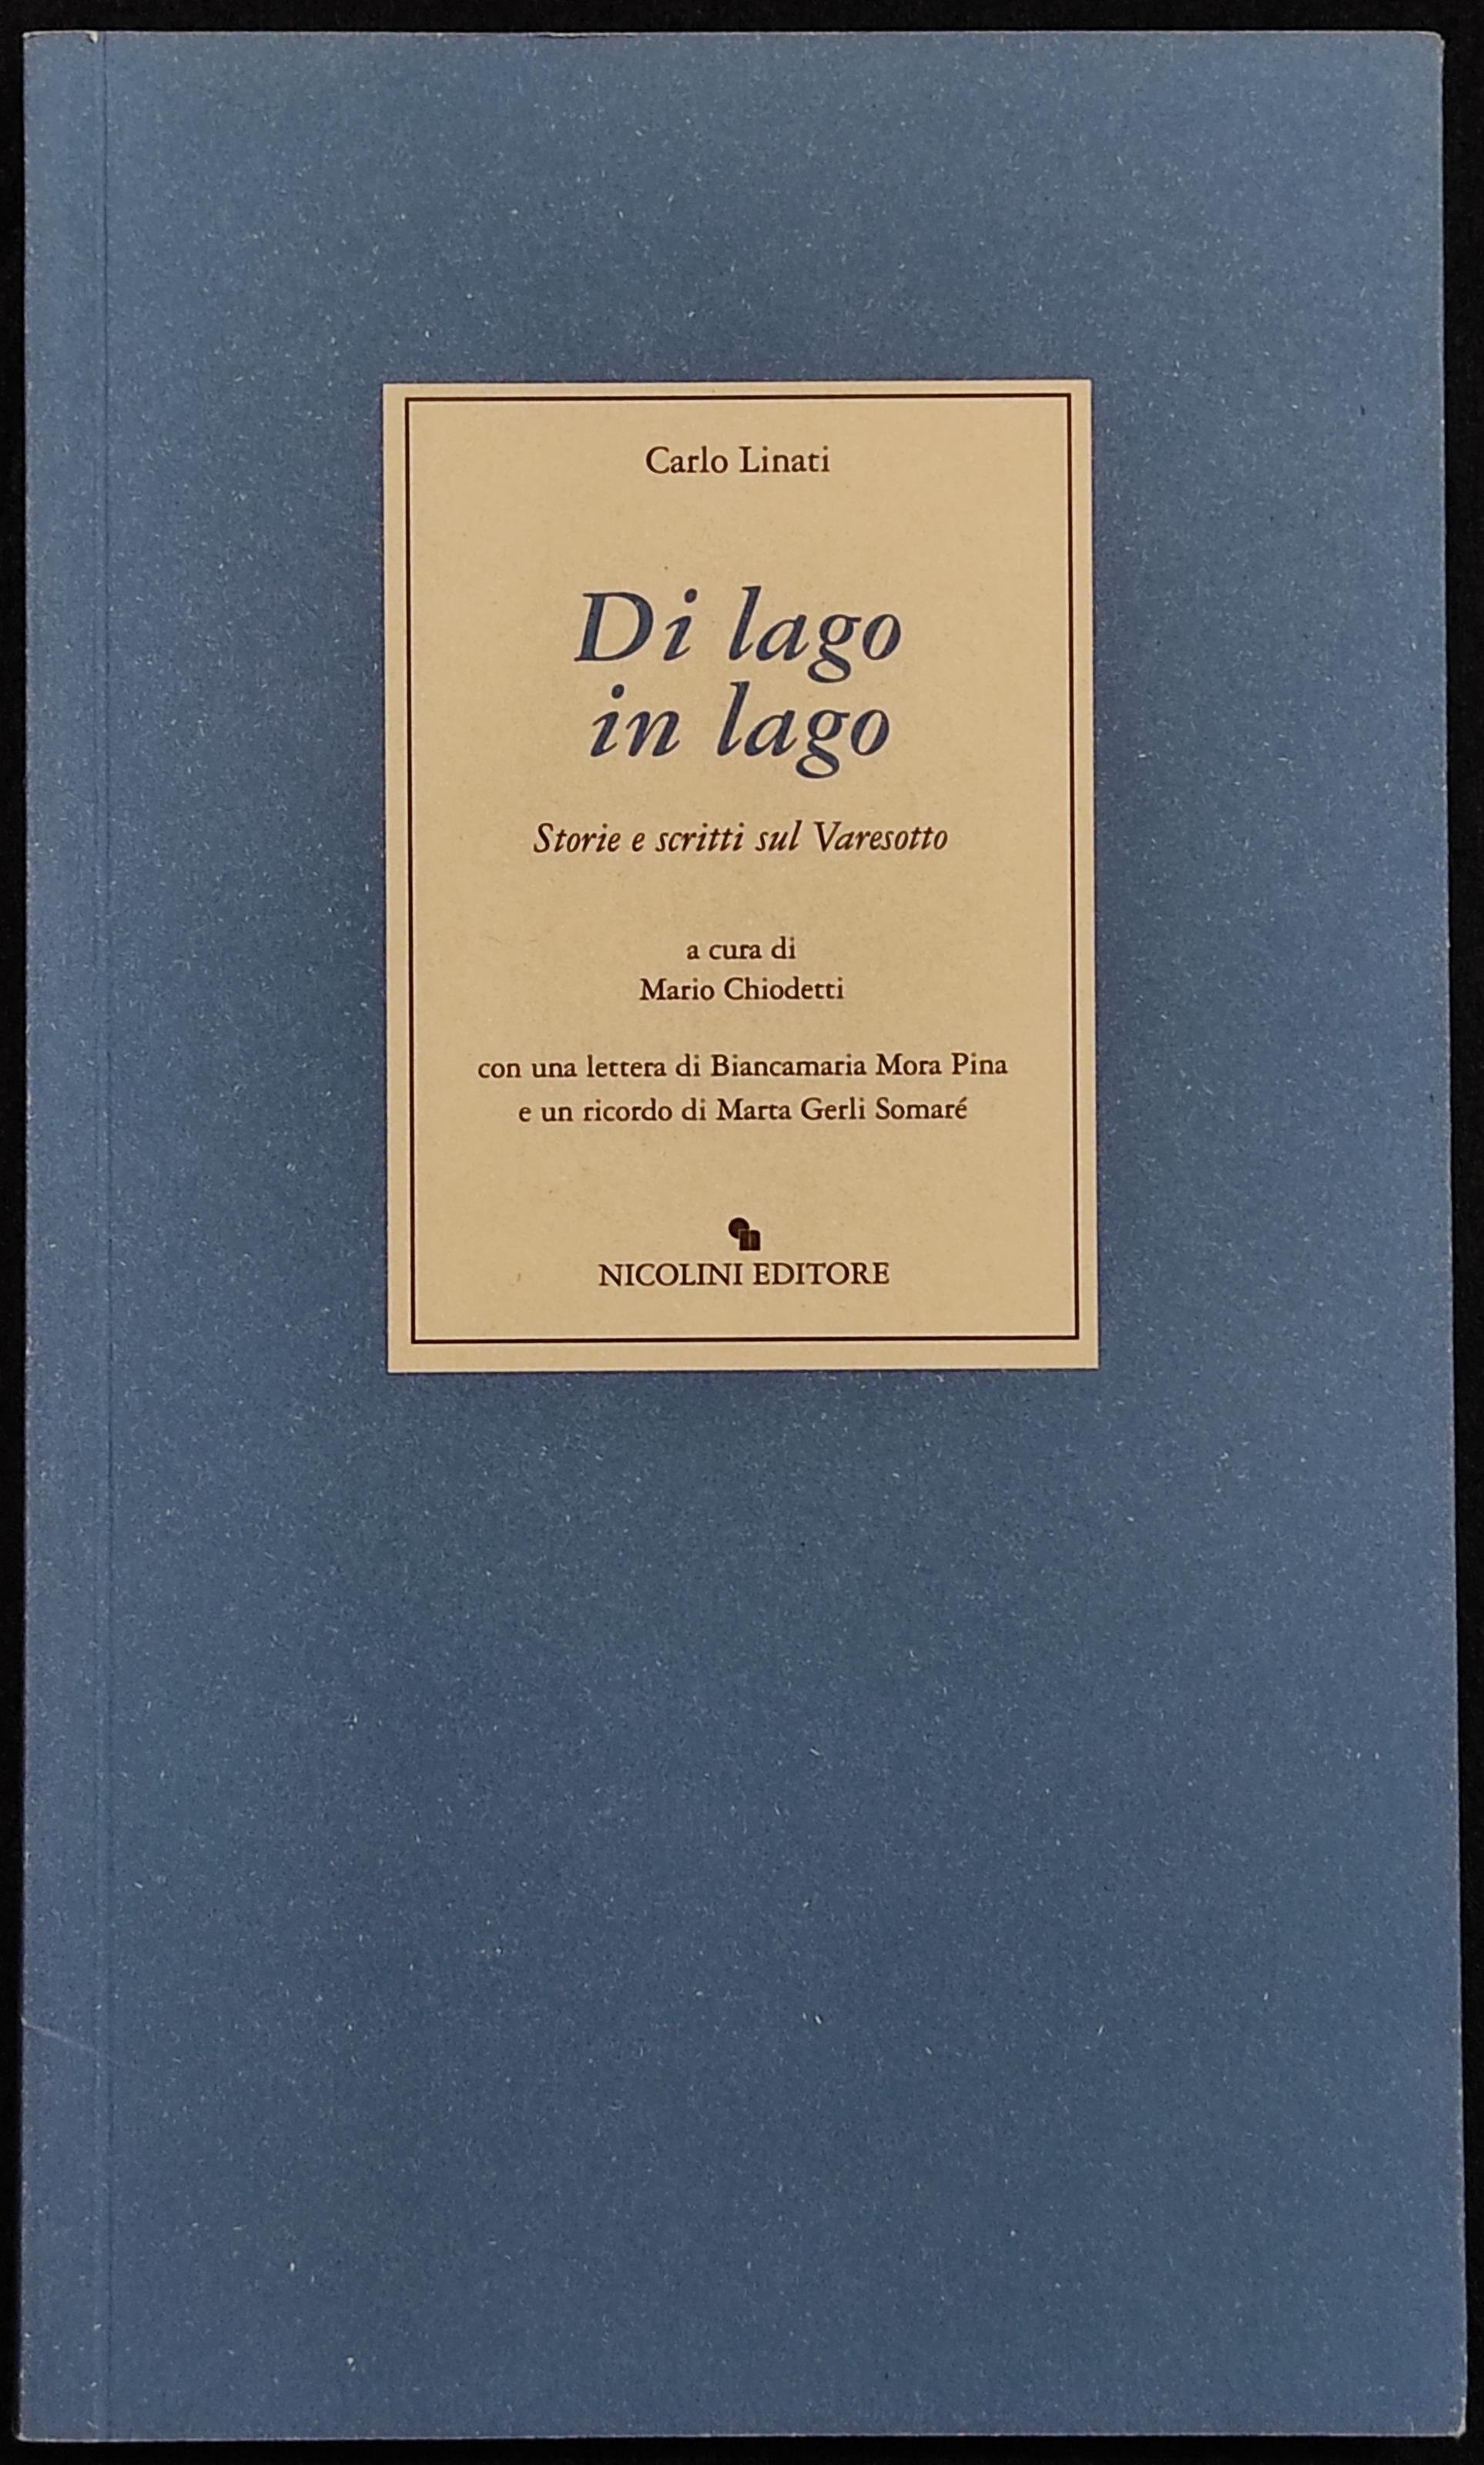 Carlo Linati
Di lago
in lago
Storie e scritti sul Varesotto
a cura di
Mario Chiodetti
con una lettera di Biancamaria Mora Pina
e un ricordo di Marta Gerli Somaré
NICOLINI EDITORE